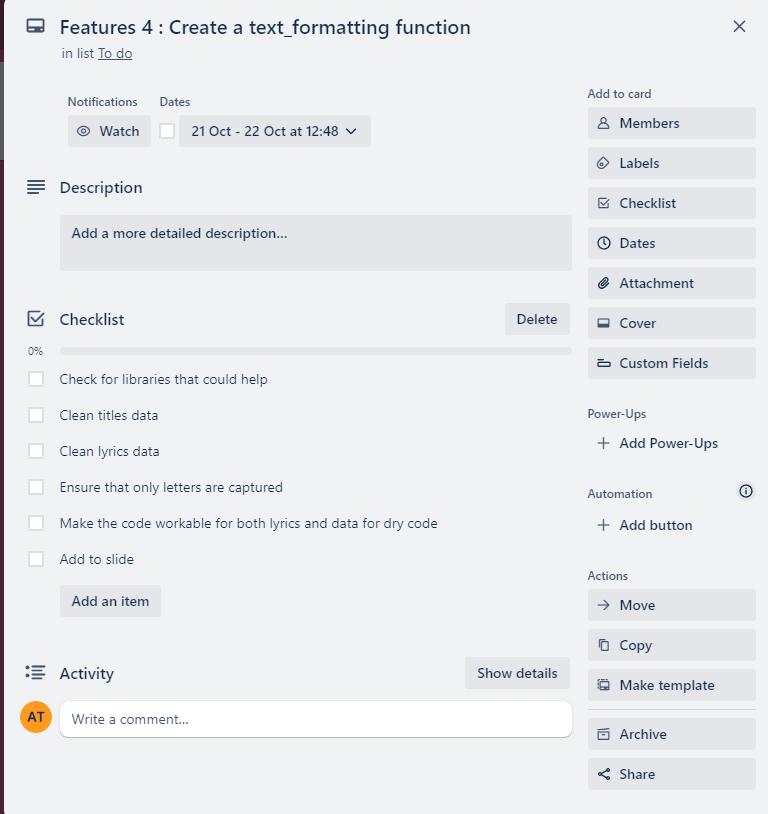 Features 4 : Create a text_formatting function
in list To do
Notifications
Dates
Watch
21 Oct - 22 Oct at 12:48
Description
Add a more detailed description...
Checklist
Delete
0%
Check for libraries that could help
Clean titles data
Clean lyrics data
Ensure that only letters are captured
Make the code workable for both lyrics and data for dry code
Add to slide
Add an item
Activity
Show details
AT
Write a comment...
Add to card
Members
Labels
Checklist
Dates
Attachment
Cover
Custom Fields
Power-Ups
Add Power-Ups
Automation
Add button
Actions
Move
Copy
Make template
Archive
Share